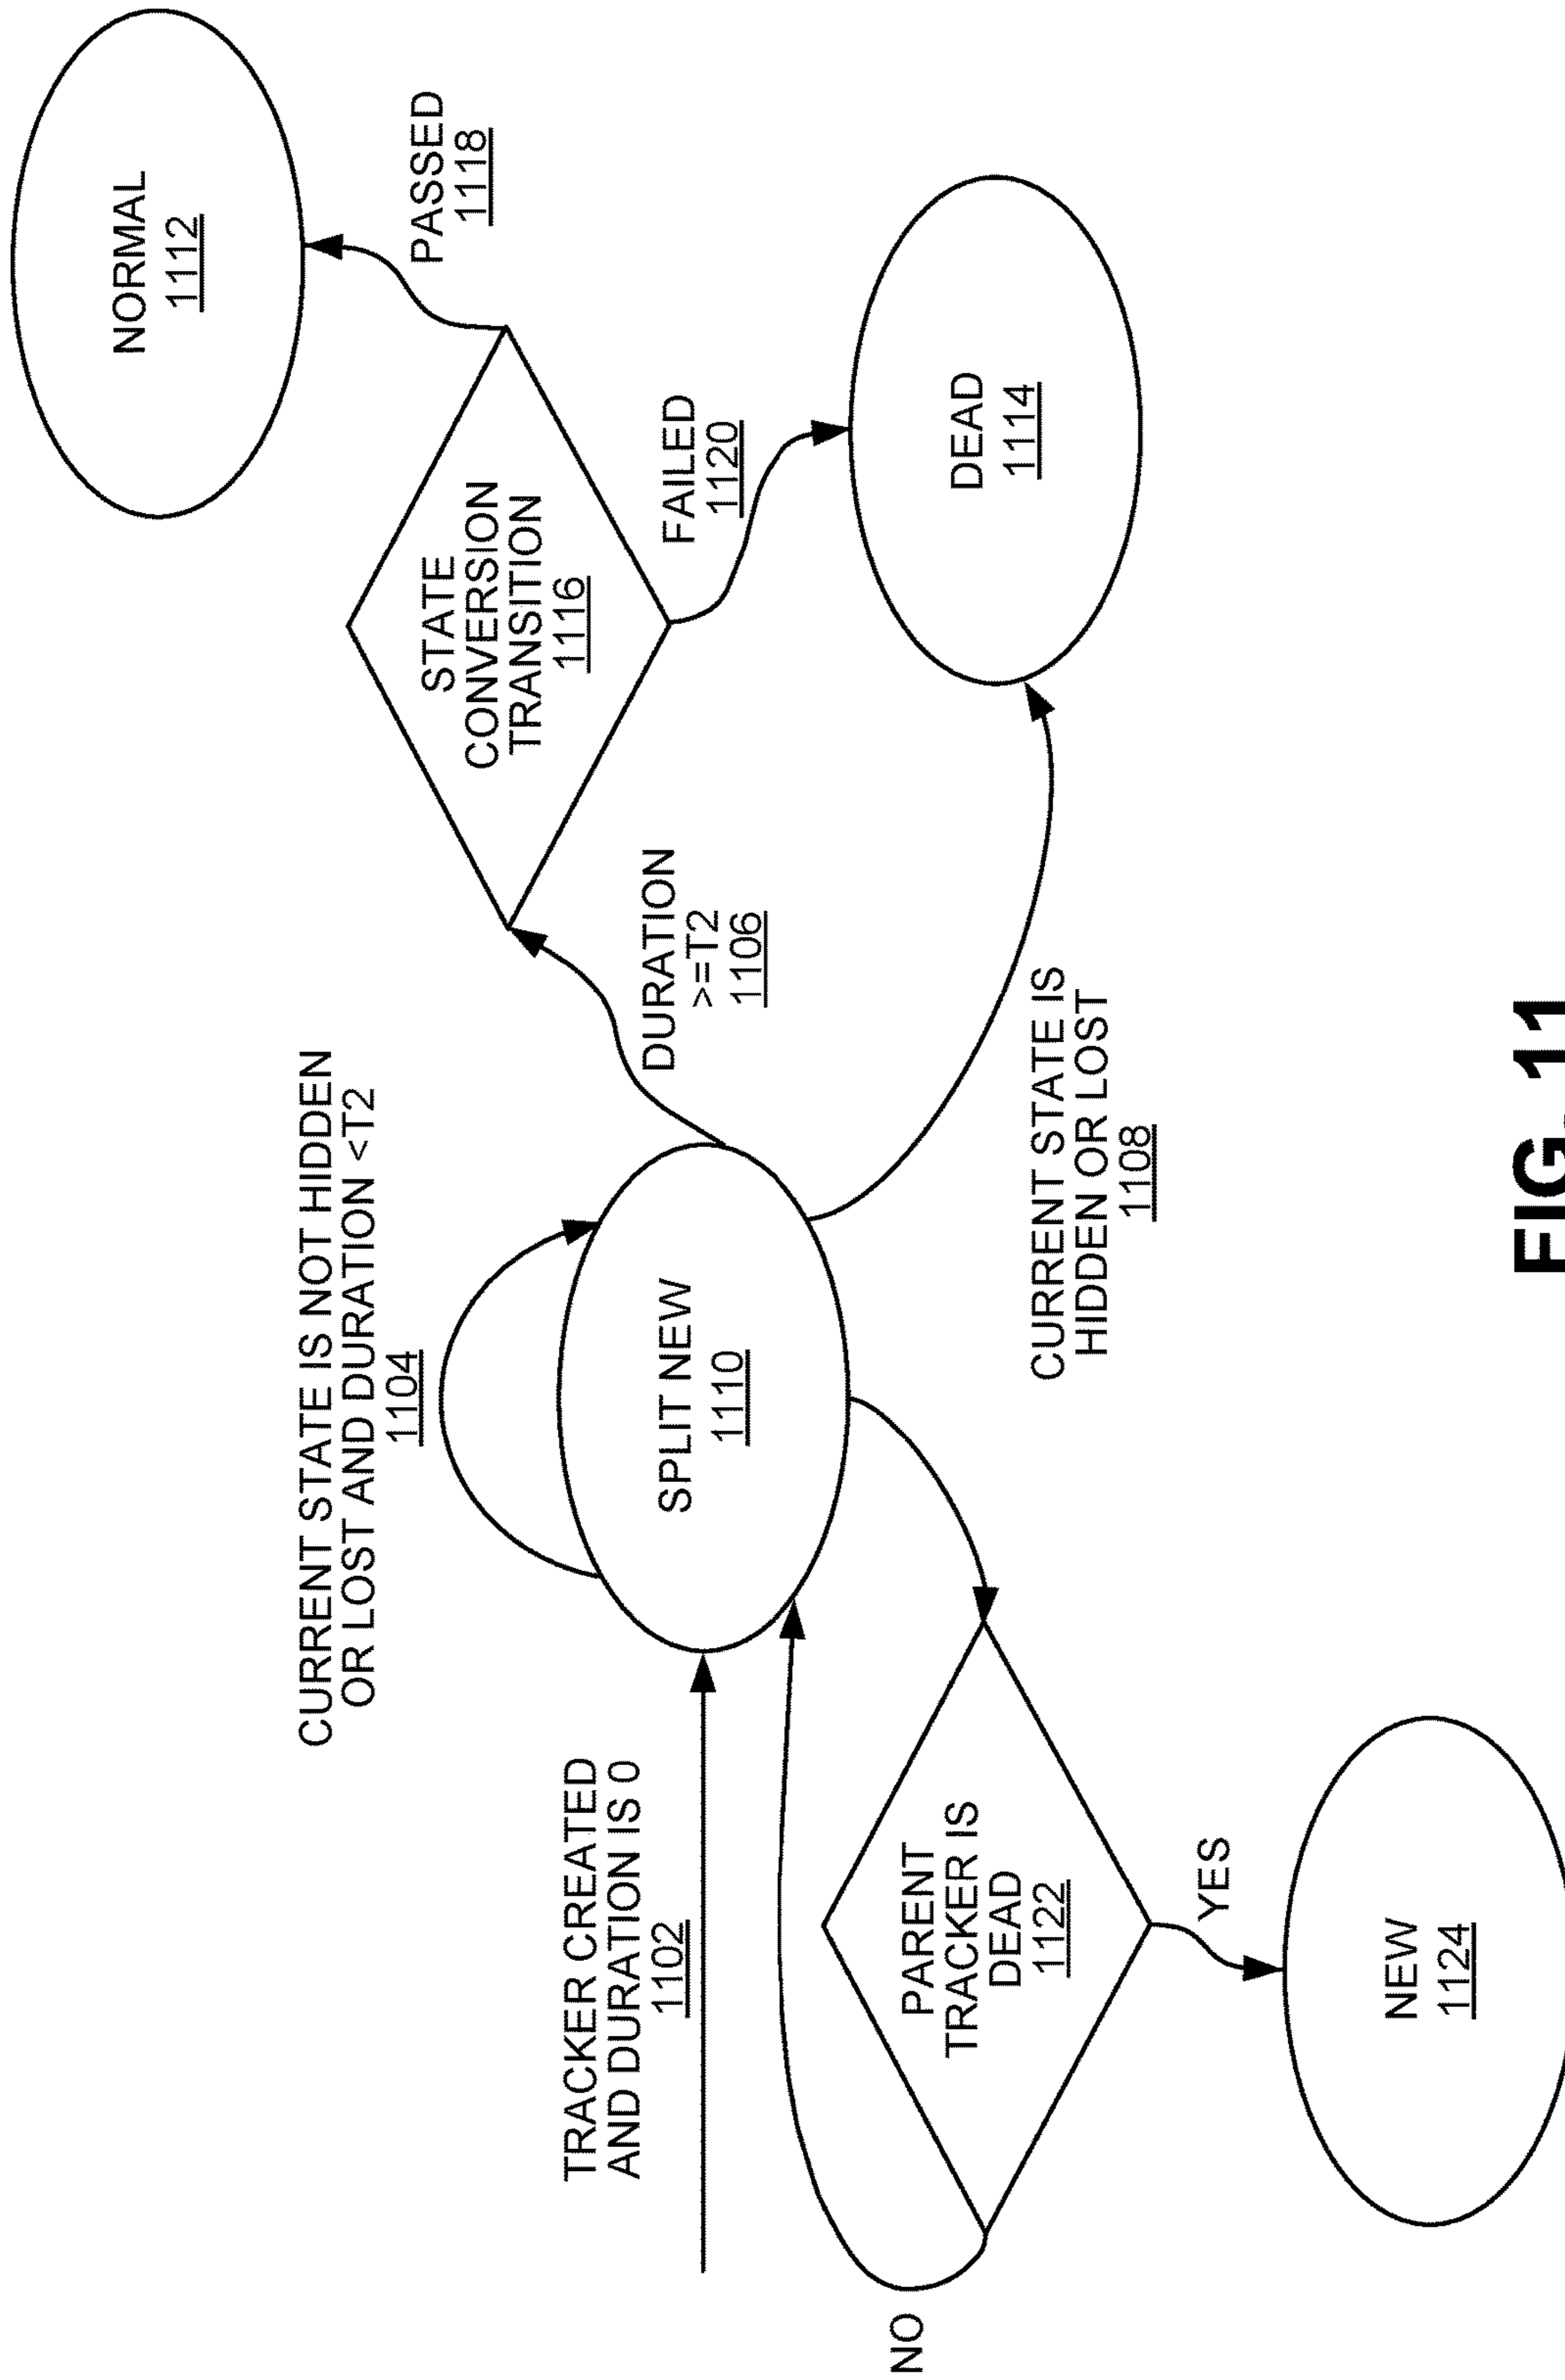 CURRENT STATE IS NOT HIDDEN
OR LOST AND DURATION <T2
1104
NORMAL
1112
PASSED
1118
STATE
CONVERSION
TRANSITION
1116
TRACKER CREATED
AND DURATION IS 0
1102
SPLIT NEW
1110
DURATION
>=T2
1106
FAILED
1120
DEAD
1114
NO
PARENT
TRACKER IS
DEAD
1122
CURRENT STATE IS
HIDDEN OR LOST
1108
YES
NEW
1124
FIG. 11